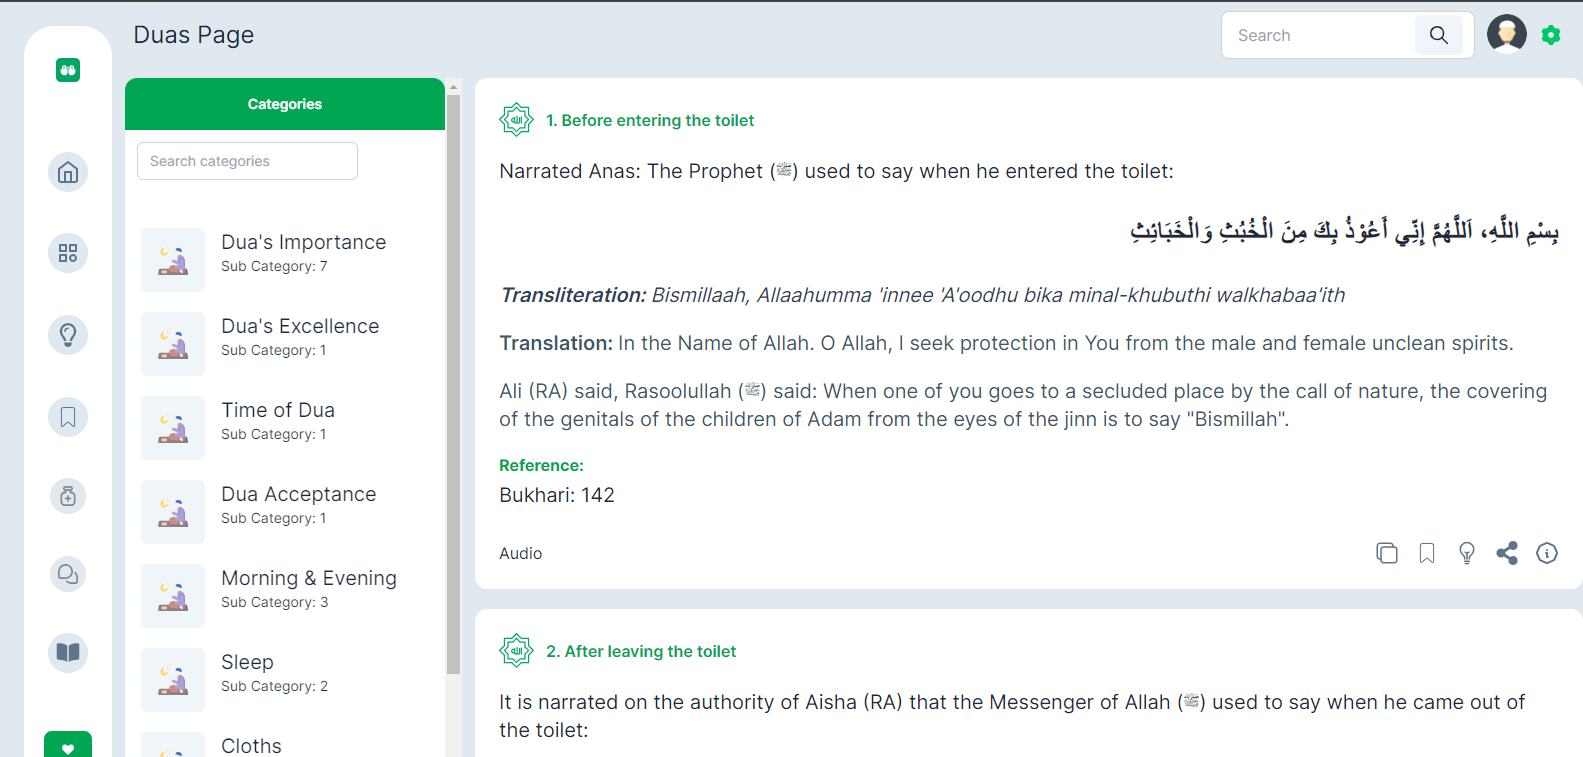 Duas Page
Search
Categories
Search categories
Dua's Importance
Sub Category: 7
Dua's Excellence
Sub Category: 1
Time of Dua
Sub Category: 1
Dua Acceptance
Sub Category: 1
Morning & Evening
Sub Category: 3
Sleep
Sub Category: 2
Cloths
1. Before entering the toilet
Narrated Anas: The Prophet (ﷺ) used to say when he entered the toilet:
بِسْمِ اللَّهِ، اَللَّهُمَّ إِنِّي أَعُوْذُ بِكَ مِنَ الْخُبُثِ وَالْخَبَائِثِ
Transliteration: Bismillaah, Allaahumma 'innee 'A'oodhu bika minal-khubuthi walkhabaa'ith
Translation: In the Name of Allah. O Allah, I seek protection in You from the male and female unclean spirits.
Ali (RA) said, Rasoolullah (ﷺ) said: When one of you goes to a secluded place by the call of nature, the covering
of the genitals of the children of Adam from the eyes of the jinn is to say "Bismillah".
Reference:
Bukhari: 142
Audio
2. After leaving the toilet
It is narrated on the authority of Aisha (RA) that the Messenger of Allah (ﷺ) used to say when he came out of
the toilet: